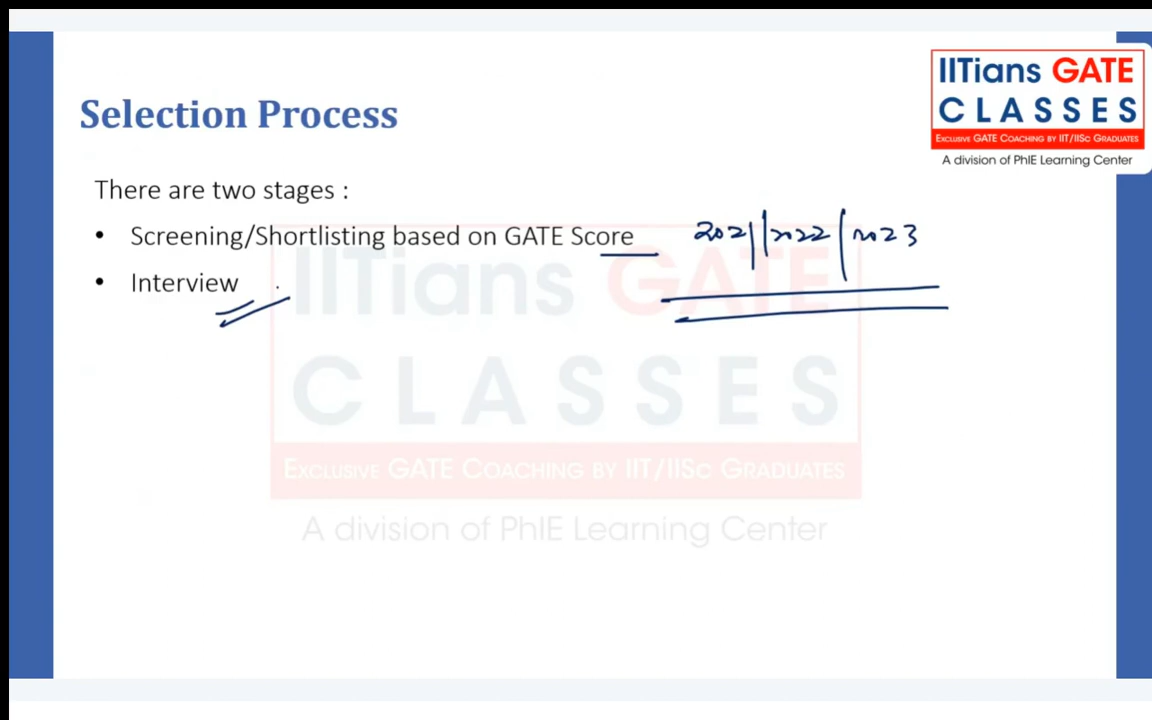 IITians GATE
CLASSES
EXCLUSIVE GATE COACHING BY IIT/IISc GRADUATES
A division of PhIE Learning Center
Selection Process
There are two stages :
• Screening/Shortlisting based on GATE Score 2021 | 2022 | 2023
• Interview
IITians GATE
CLASSES
EXCLUSIVE GATE COACHING BY IIT/IISc GRADUATES
A division of PhIE Learning Center